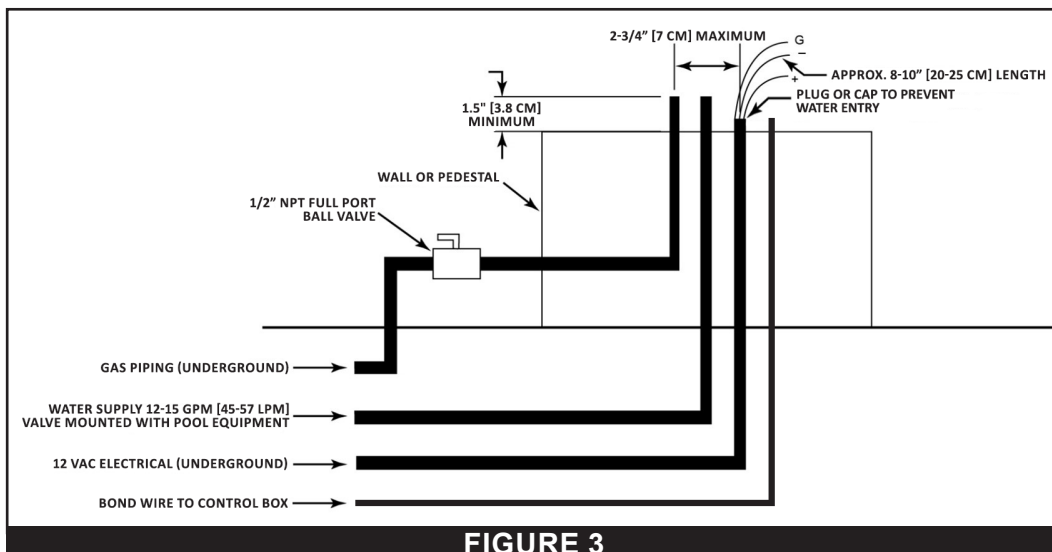 2-3/4” [7 CM] MAXIMUM
G
–
+
APPROX. 8-10” [20-25 CM] LENGTH
PLUG OR CAP TO PREVENT
WATER ENTRY
1.5" [3.8 CM]
MINIMUM
WALL OR PEDESTAL
1/2” NPT FULL PORT
BALL VALVE
GAS PIPING (UNDERGROUND)
WATER SUPPLY 12-15 GPM [45-57 LPM]
VALVE MOUNTED WITH POOL EQUIPMENT
12 VAC ELECTRICAL (UNDERGROUND)
BOND WIRE TO CONTROL BOX
FIGURE 3